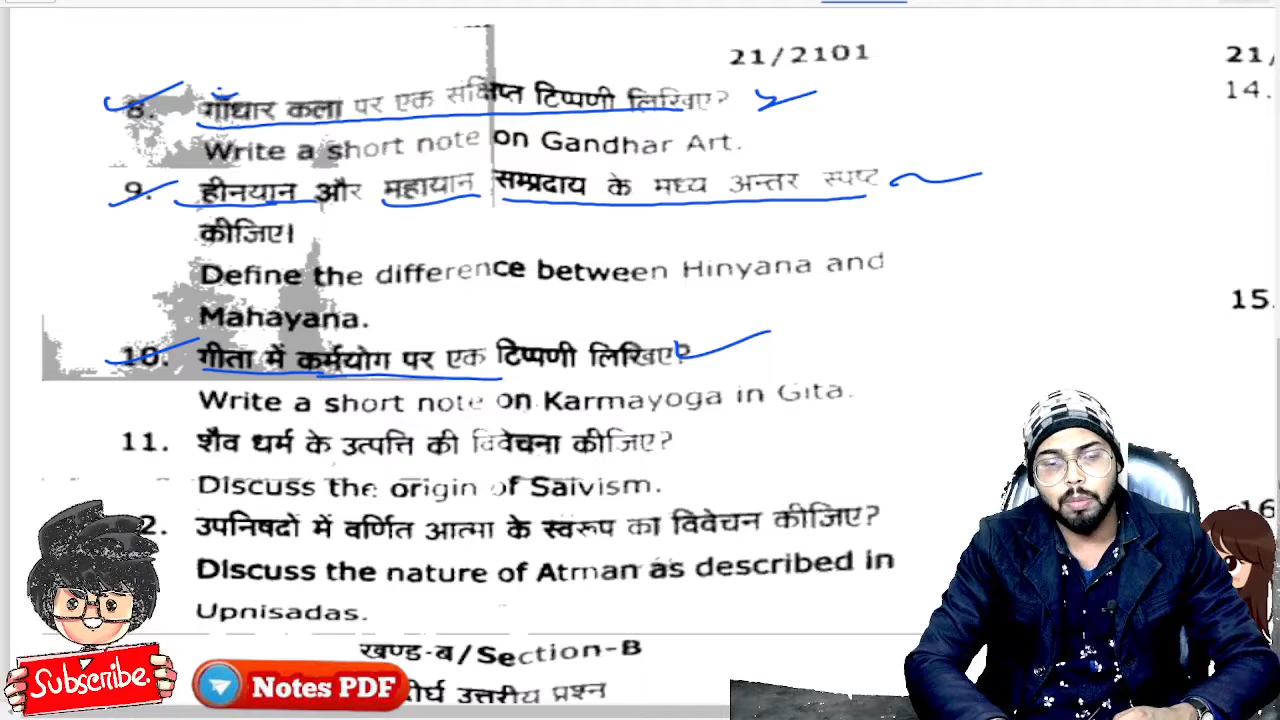 21/2101
8. गाँधार कला पर एक संक्षिप्त टिप्पणी लिखिए?
Write a short note on Gandhar Art.
9. हीनयान और महायान सम्प्रदाय के मध्य अन्तर स्पष्ट
कीजिए।
Define the difference between Hinyana and
Mahayana.
10. गीता में कर्मयोग पर एक टिप्पणी लिखिए?
Write a short note on Karmayoga in Gita.
11. शैव धर्म के उत्पत्ति की विवेचना कीजिए?
Discuss the origin of Saivism.
2. उपनिषदों में वर्णित आत्मा के स्वरुप का विवेचन कीजिए?
Discuss the nature of Atman as described in
Upnisadas.
खण्ड-ब/Section-B
दीर्घ उत्तरीय प्रश्न
21/
14.
15.
16
Subscribe.
Notes PDF